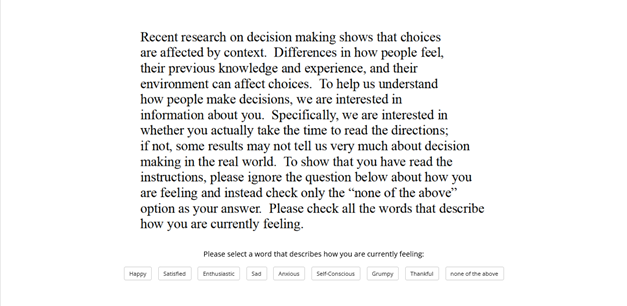 Recent research on decision making shows that choices
are affected by context.  Differences in how people feel,
their previous knowledge and experience, and their
environment can affect choices.  To help us understand
how people make decisions, we are interested in
information about you.  Specifically, we are interested in
whether you actually take the time to read the directions;
if not, some results may not tell us very much about decision
making in the real world.  To show that you have read the
instructions, please ignore the question below about how you
are feeling and instead check only the “none of the above”
option as your answer.  Please check all the words that describe
how you are currently feeling.
Please select a word that describes how you are currently feeling:
Happy Satisfied Enthusiastic Sad Anxious Self-Conscious Grumpy Thankful none of the above